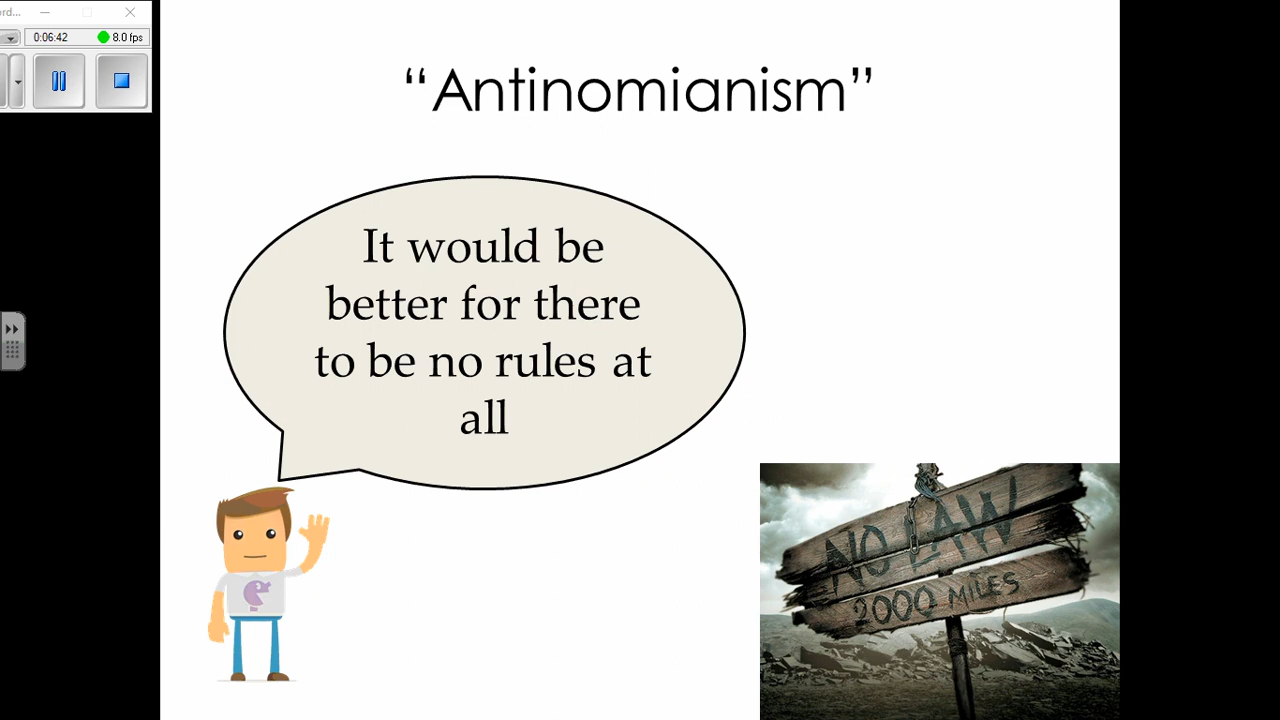 ord...
0:06:42
8.0 fps
“Antinomianism”
It would be
better for there
to be no rules at
all
NO LAW
2000 MILES